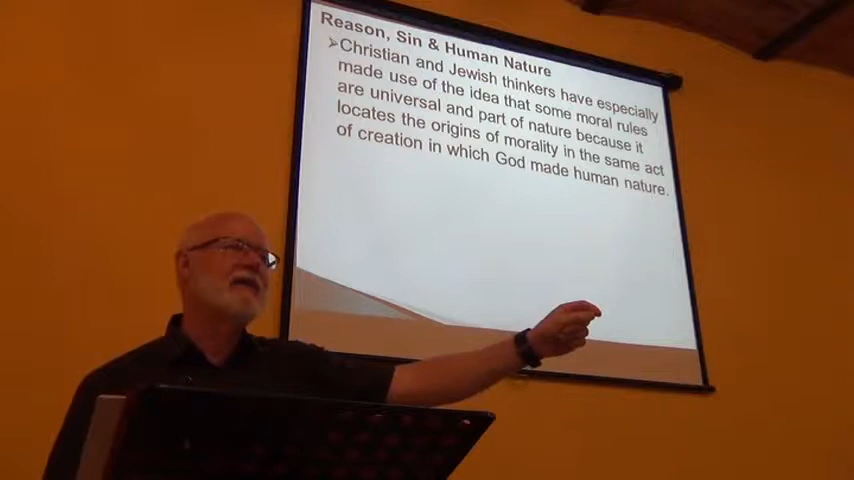 Reason, Sin & Human Nature
➢Christian and Jewish thinkers have especially
made use of the idea that some moral rules
are universal and part of nature because it
locates the origins of morality in the same act
of creation in which God made human nature.